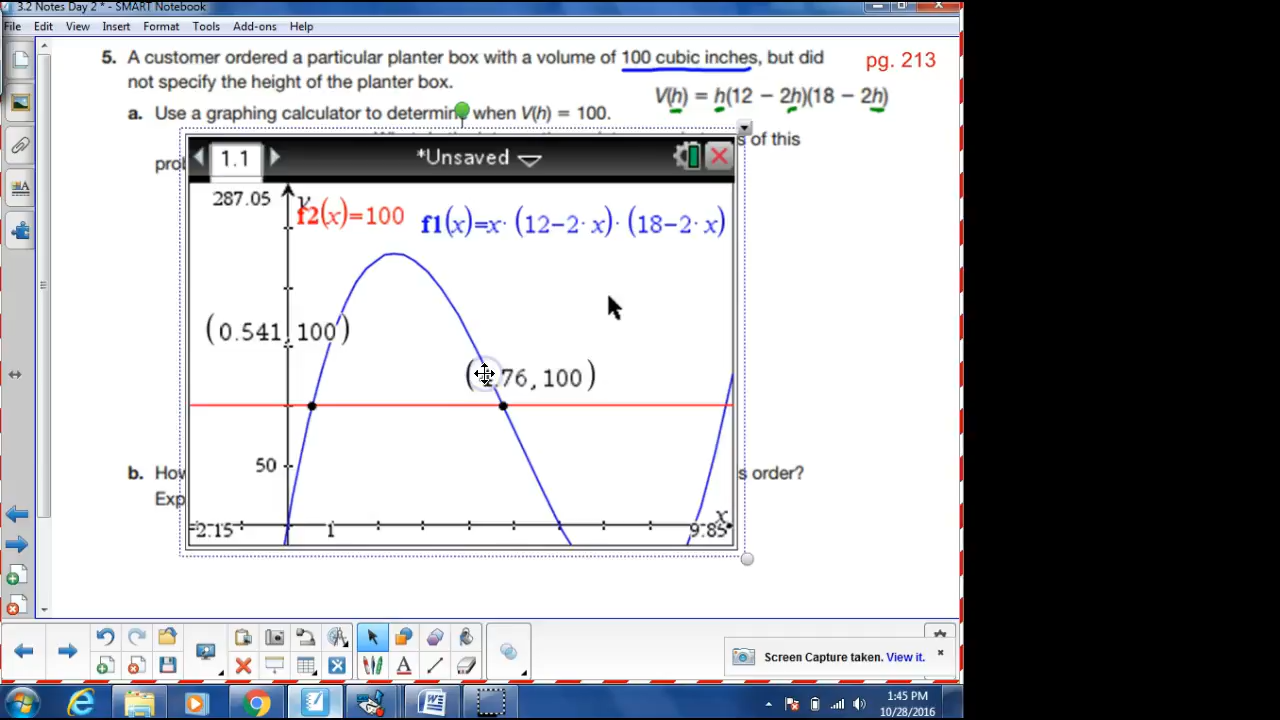 3.2 Notes Day 2 * - SMART Notebook
File Edit View Insert Format Tools Add-ons Help
5. A customer ordered a particular planter box with a volume of 100 cubic inches, but did
not specify the height of the planter box.
pg. 213
V(h) = h(12 − 2h)(18 − 2h)
a. Use a graphing calculator to determine when V(h) = 100.
s of this
1.1
*Unsaved
287.05
y
f2(x)=100
f1(x)=x·(12-2·x)·(18-2·x)
(0.541, 100)
76, 100)
50
-2.15
1
x
9.85
b.
s order?
Screen Capture taken. View it.
1:45 PM
10/28/2016